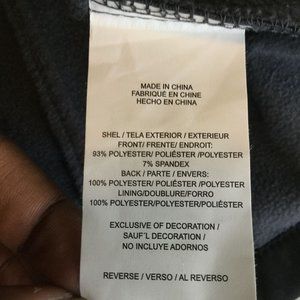 MADE IN CHINA
FABRIQUÉ EN CHINE
HECHO EN CHINA
SHEL / TELA EXTERIOR / EXTERIEUR
FRONT/ FRENTE/ ENDROIT:
93% POLYESTER/ POLIÉSTER /POLYESTER
7% SPANDEX
BACK / PARTE / ENVERS:
100% POLYESTER/ POLIÉSTER /POLYESTER
LINING/DOUBLURE/FORRO
100% POLYESTER/POLYESTER/POLYESTER
EXCLUSIVE OF DECORATION /
SAUF'L DECORATION /
NO INCLUYE ADORNOS
REVERSE / VERSO / AL REVERSO